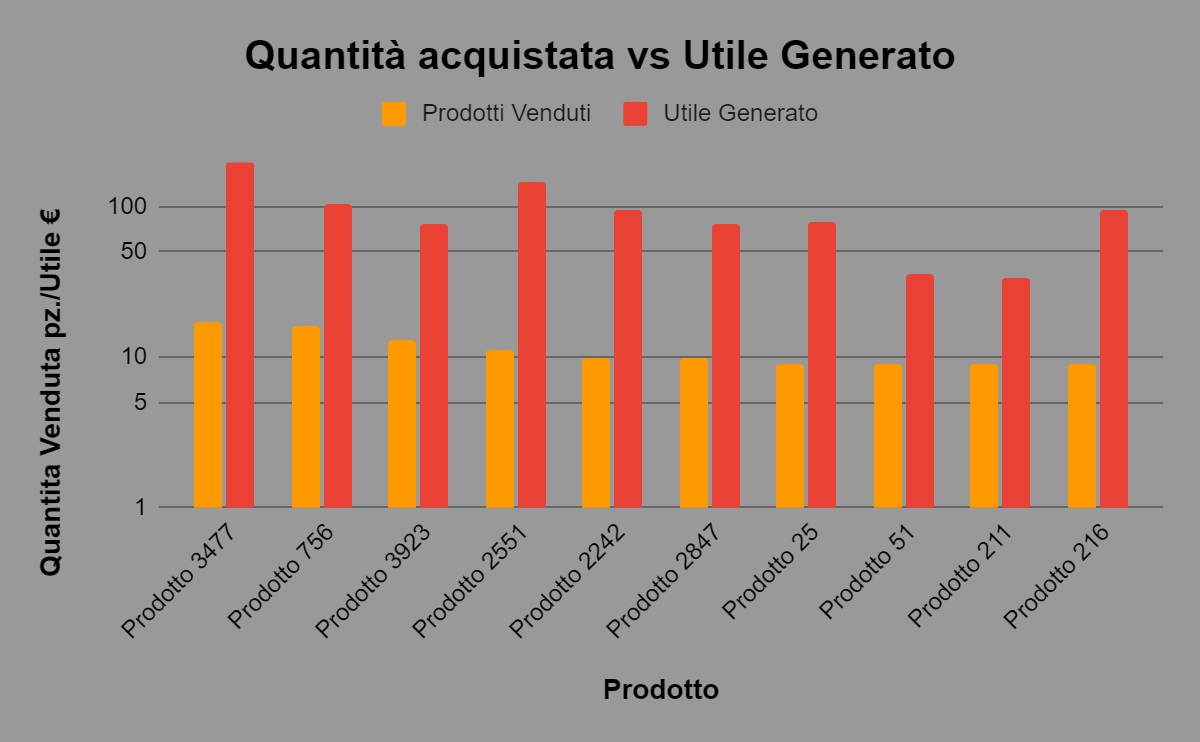 Quantità acquistata vs Utile Generato
Prodotti Venduti Utile Generato
Quantita Venduta pz./Utile €
100
50
10
5
1
Prodotto 3477
Prodotto 756
Prodotto 3923
Prodotto 2551
Prodotto 2242
Prodotto 2847
Prodotto 25
Prodotto 51
Prodotto 211
Prodotto 216
Prodotto